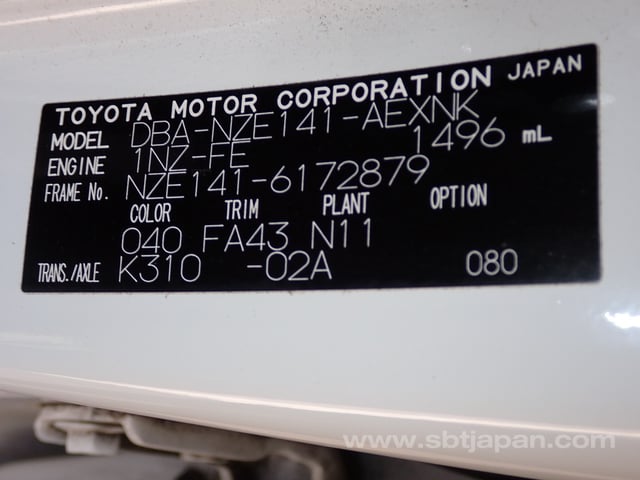 TOYOTA MOTOR CORPORATION JAPAN
MODEL DBA-NZE141-AEXNK
ENGINE 1NZ-FE 1496 mL
FRAME No. NZE141-6172879
COLOR TRIM PLANT OPTION
040 FA43 N11
TRANS./AXLE K310 -02A 080
www.sbtjapan.com